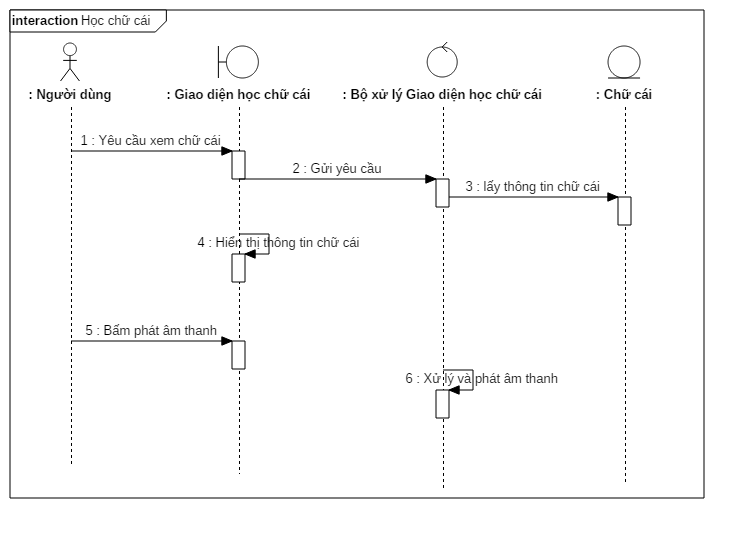 interaction Học chữ cái
: Người dùng
: Giao diện học chữ cái
: Bộ xử lý Giao diện học chữ cái
: Chữ cái
1 : Yêu cầu xem chữ cái
2 : Gửi yêu cầu
3 : lấy thông tin chữ cái
4 : Hiển thị thông tin chữ cái
5 : Bấm phát âm thanh
6 : Xử lý và phát âm thanh